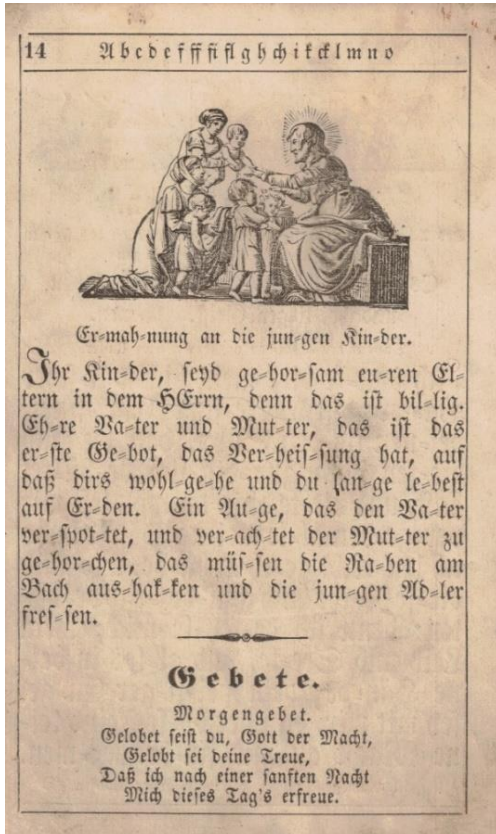 14 Abcdefffififlghchikcklmno
Er-mah-nung an die jun-gen Kin-der.
Ihr Kin-der, seyd ge-hor-sam eu-ren El-
tern in dem HErrn, denn das ist bil-lig.
Eh-re Va-ter und Mut-ter, das ist das
er-ste Ge-bot, das Ver-heis-sung hat, auf
daß dirs wohl-ge-he und du lan-ge le-best
auf Er-den. Ein Au-ge, das den Va-ter
ver-spot-tet, und ver-ach-tet der Mut-ter zu
ge-hor-chen, das müs-sen die Ra-ben am
Bach aus-hak-ken und die jun-gen Ad-ler
fres-sen.
Gebete.
Morgengebet.
Gelobet seist du, Gott der Macht,
Gelobt sei deine Treue,
Daß ich nach einer sanften Nacht
Mich dieses Tag's erfreue.